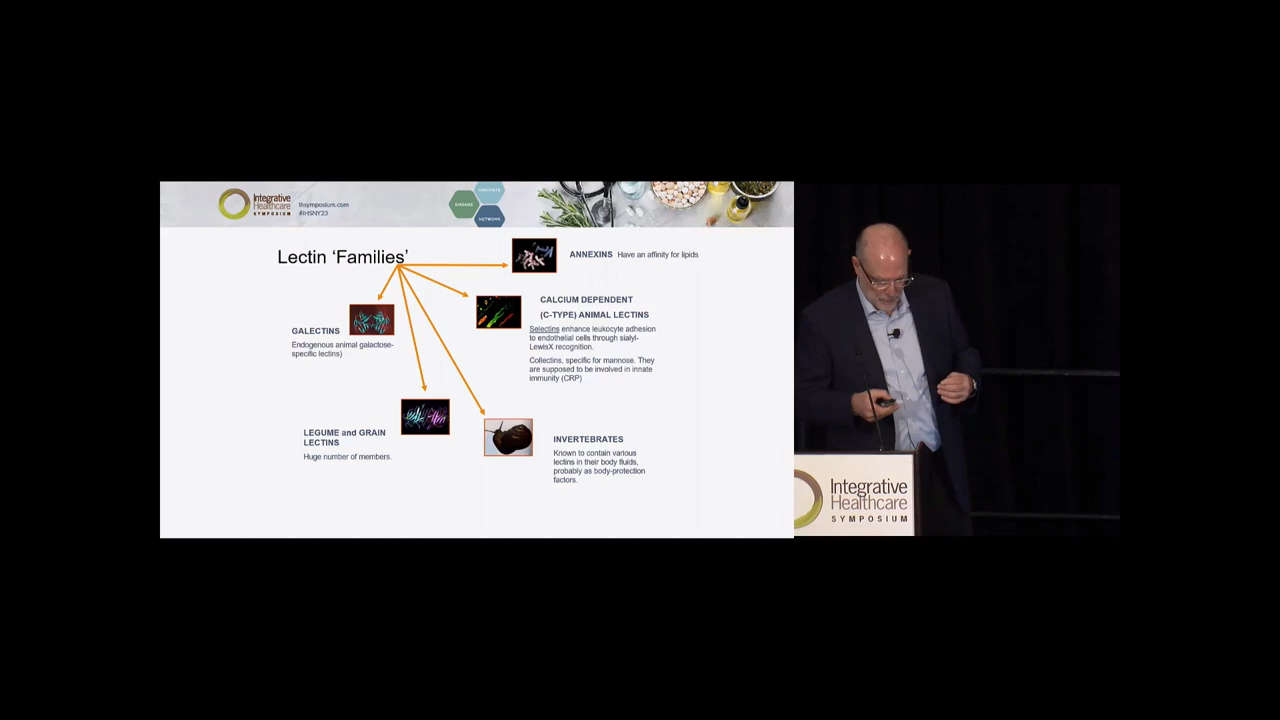 Integrative
Healthcare
SYMPOSIUM
ihsymposium.com
#IHSNY23
INNOVATE
ENGAGE
NETWORK
Lectin 'Families'
ANNEXINS Have an affinity for lipids
CALCIUM DEPENDENT
(C-TYPE) ANIMAL LECTINS
Selectins enhance leukocyte adhesion
to endothelial cells through sialyl-
LewisX recognition.
Collectins, specific for mannose. They
are supposed to be involved in innate
immunity (CRP)
GALECTINS
Endogenous animal galactose-
specific lectins)
LEGUME and GRAIN
LECTINS
Huge number of members.
INVERTEBRATES
Known to contain various
lectins in their body fluids,
probably as body-protection
factors.
Integrative
Healthcare
SYMPOSIUM